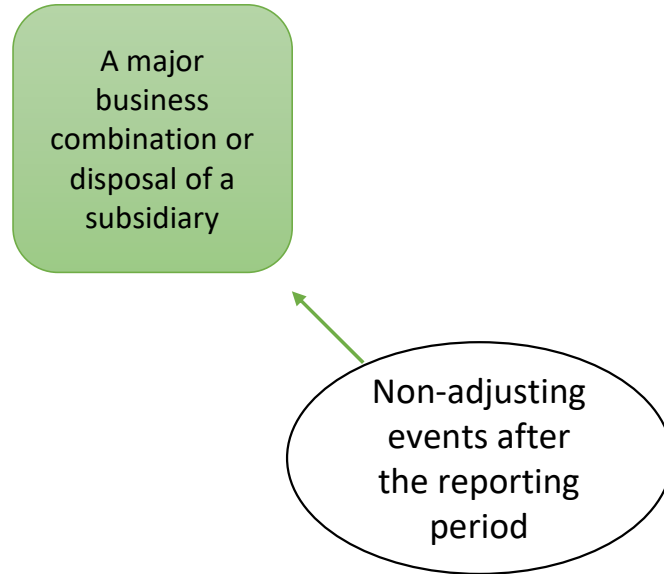 A major
business
combination or
disposal of a
subsidiary
Non-adjusting
events after
the reporting
period